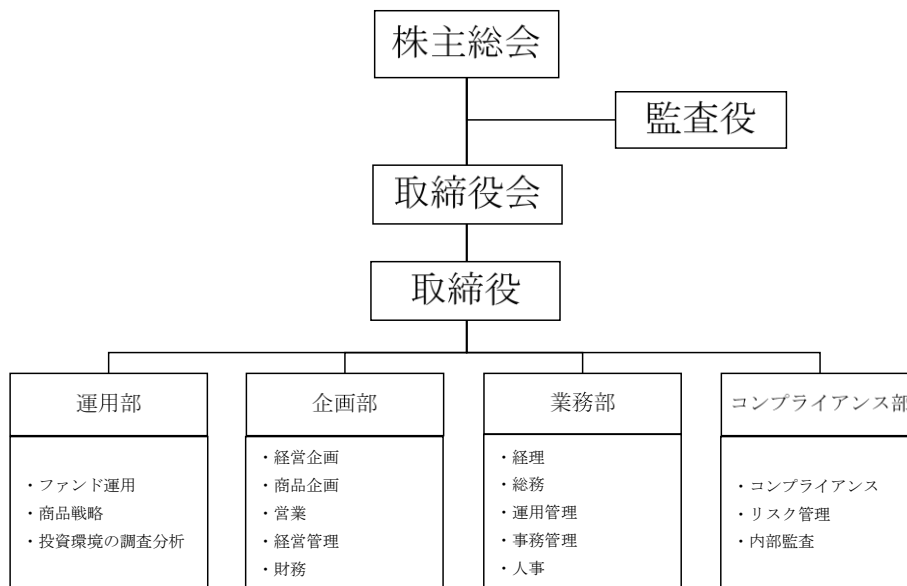 株主総会
監査役
取締役会
取締役
運用部
・ファンド運用
・商品戦略
・投資環境の調査分析
企画部
・経営企画
・商品企画
・営業
・経営管理
・財務
業務部
・経理
・総務
・運用管理
・事務管理
・人事
コンプライアンス部
・コンプライアンス
・リスク管理
・内部監査